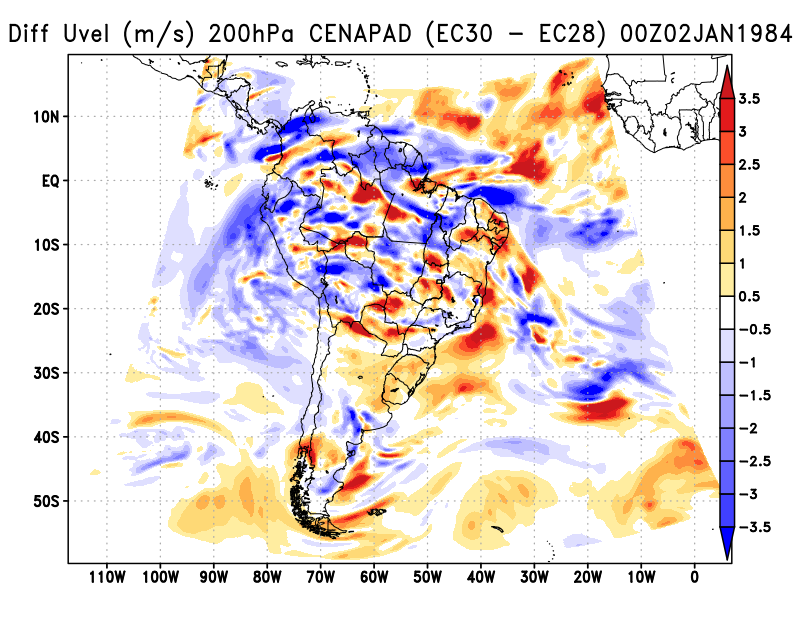 Diff Uvel (m/s) 200hPa CENAPAD (EC30 − EC28) 00Z02JAN1984
10N
EQ
10S
20S
30S
40S
50S
110W 100W 90W 80W 70W 60W 50W 40W 30W 20W 10W 0
3.5
3
2.5
2
1.5
1
0.5
−0.5
−1
−1.5
−2
−2.5
−3
−3.5